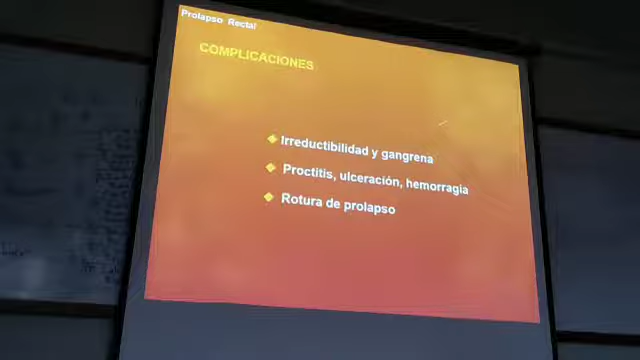 Prolapso Rectal
COMPLICACIONES
Irreductibilidad y gangrena
Proctitis, ulceración, hemorragia
Rotura de prolapso